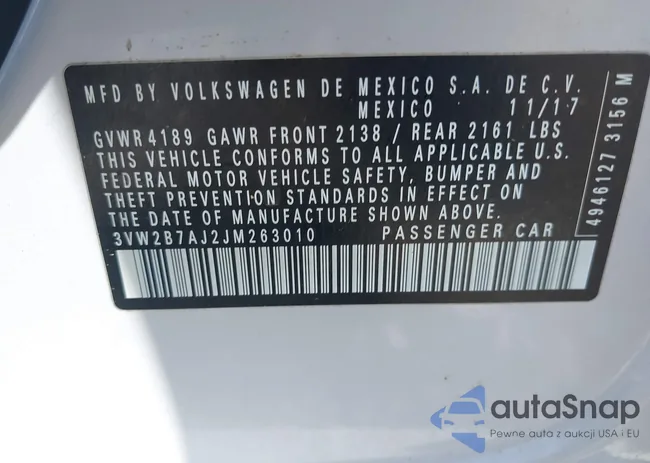 MFD BY VOLKSWAGEN DE MEXICO S.A. DE C.V.
MEXICO 11/17
GVWR 4189 GAWR FRONT 2138 / REAR 2161 LBS
THIS VEHICLE CONFORMS TO ALL APPLICABLE U.S.
FEDERAL MOTOR VEHICLE SAFETY, BUMPER AND
THEFT PREVENTION STANDARDS IN EFFECT ON
THE DATE OF MANUFACTURE SHOWN ABOVE.
3VW2B7AJ2JM263010 PASSENGER CAR
4946127 3156 M
autaSnap
Pewne auta z aukcji USA i EU